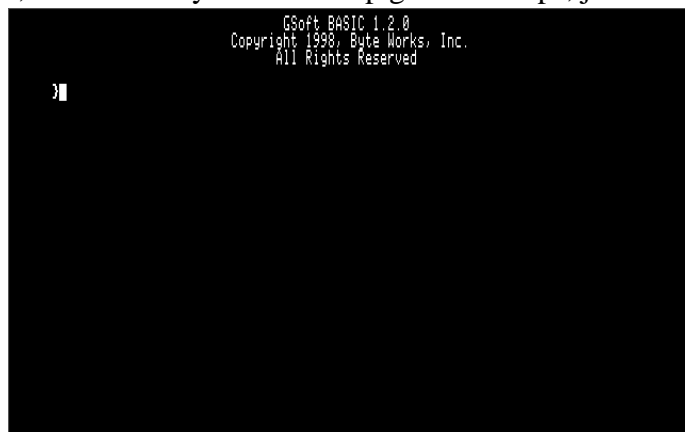 GSoft BASIC 1.2.0
Copyright 1998, Byte Works, Inc.
All Rights Reserved
}